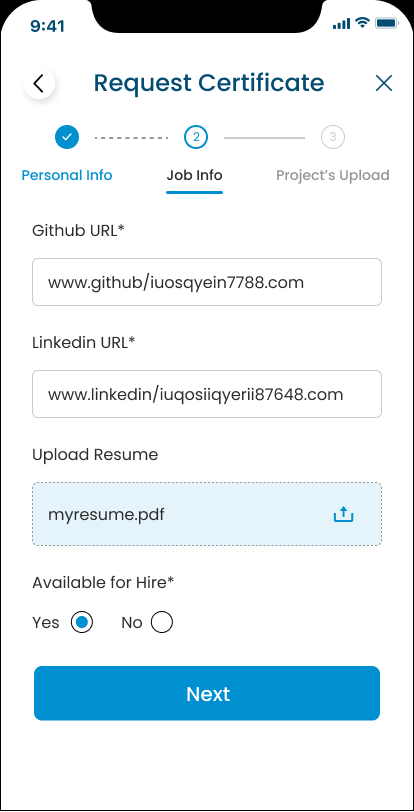 9:41
Request Certificate
2
3
Personal Info
Job Info
Project's Upload
Github URL*
www.github/iuosqyein7788.com
Linkedin URL*
www.linkedin/iuqosiiqyerii87648.com
Upload Resume
myresume.pdf
Available for Hire*
Yes
No
Next